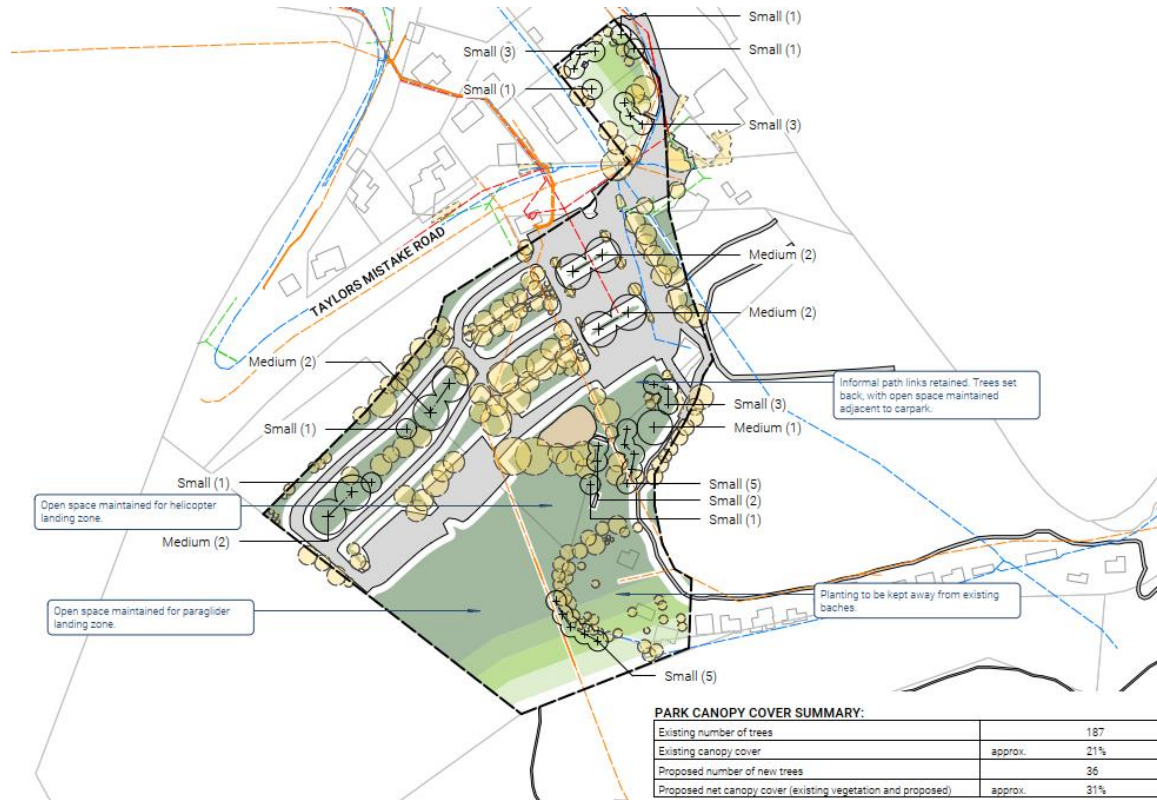 Small (1)
Small (3)
Small (1)
Small (1)
Small (3)
TAYLORS MISTAKE ROAD
Medium (2)
Medium (2)
Medium (2)
Informal path links retained. Trees set
back, with open space maintained
adjacent to carpark.
Small (3)
Small (1)
Medium (1)
Small (1)
Small (5)
Open space maintained for helicopter
landing zone.
Small (2)
Small (1)
Medium (2)
Open space maintained for paraglider
landing zone.
Planting to be kept away from existing
baches.
Small (5)
PARK CANOPY COVER SUMMARY:
Existing number of trees 187
Existing canopy cover approx. 21%
Proposed number of new trees 36
Proposed net canopy cover (existing vegetation and proposed) approx. 31%